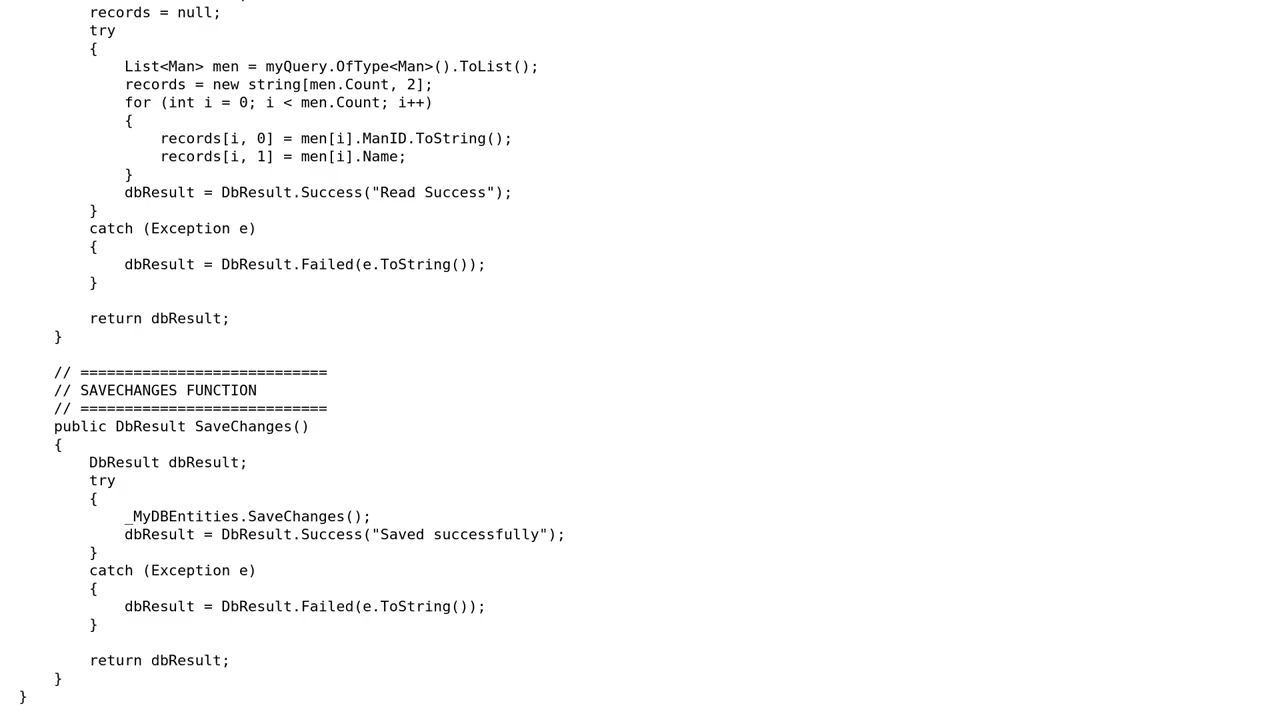 records = null;
try
{
List<Man> men = myQuery.OfType<Man>().ToList();
records = new string[men.Count, 2];
for (int i = 0; i < men.Count; i++)
{
records[i, 0] = men[i].ManID.ToString();
records[i, 1] = men[i].Name;
}
dbResult = DbResult.Success("Read Success");
}
catch (Exception e)
{
dbResult = DbResult.Failed(e.ToString());
}
return dbResult;
}
// ============================
// SAVECHANGES FUNCTION
// ============================
public DbResult SaveChanges()
{
DbResult dbResult;
try
{
_MyDBEntities.SaveChanges();
dbResult = DbResult.Success("Saved successfully");
}
catch (Exception e)
{
dbResult = DbResult.Failed(e.ToString());
}
return dbResult;
}
}